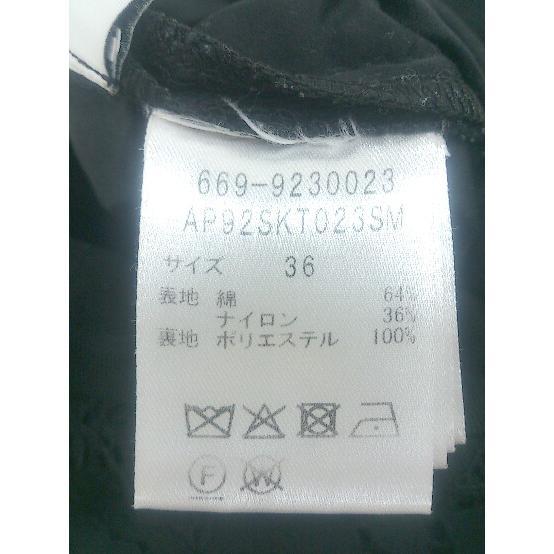 669-9230023
AP92SKT023SM
サイズ 36
表地 綿 64%
ナイロン 36%
裏地 ポリエステル 100%
F W